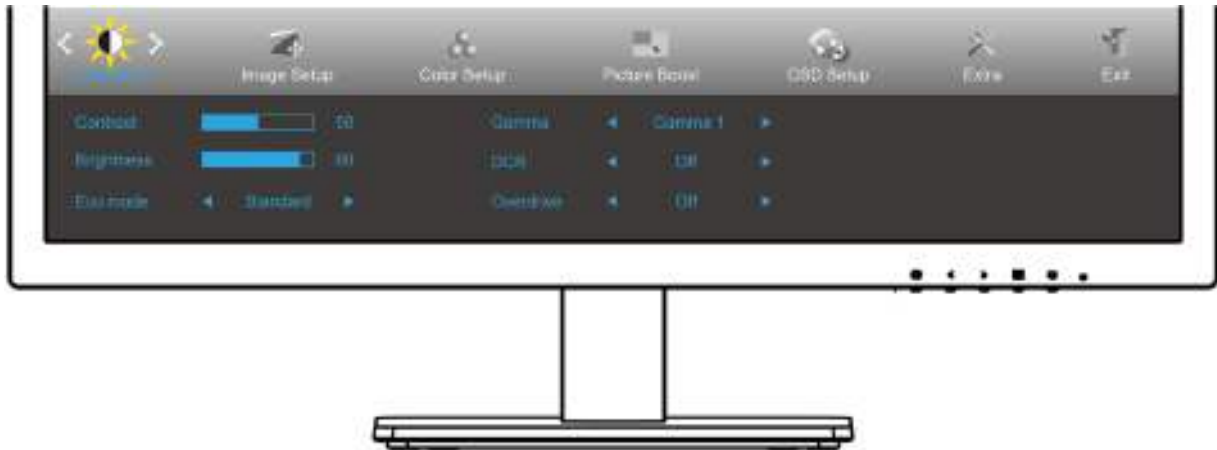 Image Setup
Color Setup
Picture Boost
OSD Setup
Extra
Exit
Contrast 50
Gamma Gamma 1
Brightness
DCR Off
Eco mode Standard
Overdrive Off